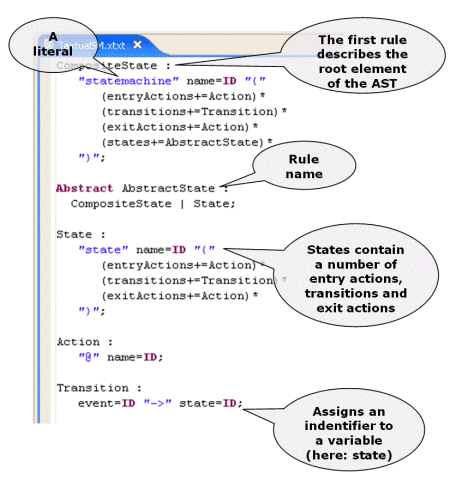 A
literal
TextualSM.xtxt
The first rule
describes the
root element
of the AST
CompositeState :
"statemachine" name=ID "("
(entryActions+=Action)*
(transitions+=Transition)*
(exitActions+=Action)*
(states+=AbstractState)*
")";
Rule
name
Abstract AbstractState :
CompositeState | State;
State :
"state" name=ID "("
(entryActions+=Action)*
(transitions+=Transition)*
(exitActions+=Action)*
")";
States contain
a number of
entry actions,
transitions and
exit actions
Action :
"@" name=ID;
Transition :
event=ID "->" state=ID;
Assigns an
indentifier to
a variable
(here: state)